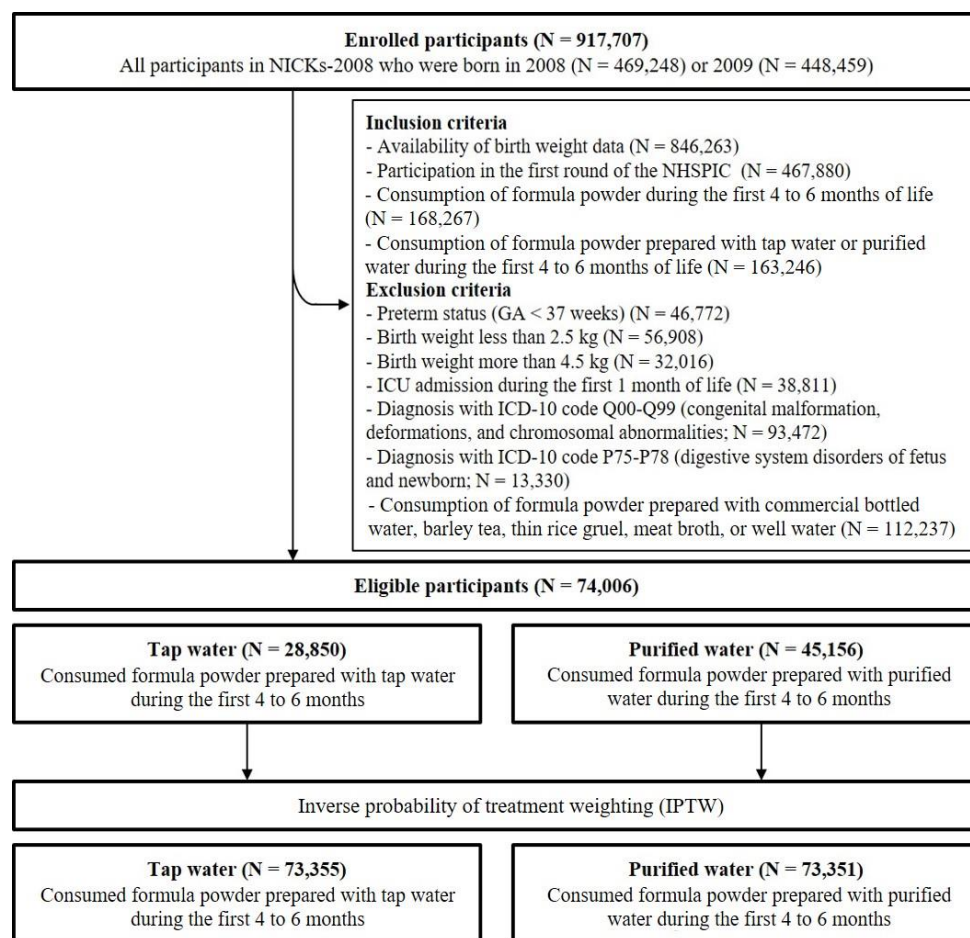 Enrolled participants (N = 917,707)
All participants in NICKs-2008 who were born in 2008 (N = 469,248) or 2009 (N = 448,459)
Inclusion criteria
- Availability of birth weight data (N = 846,263)
- Participation in the first round of the NHSPIC (N = 467,880)
- Consumption of formula powder during the first 4 to 6 months of life
(N = 168,267)
- Consumption of formula powder prepared with tap water or purified
water during the first 4 to 6 months of life (N = 163,246)
Exclusion criteria
- Preterm status (GA < 37 weeks) (N = 46,772)
- Birth weight less than 2.5 kg (N = 56,908)
- Birth weight more than 4.5 kg (N = 32,016)
- ICU admission during the first 1 month of life (N = 38,811)
- Diagnosis with ICD-10 code Q00-Q99 (congenital malformation,
deformations, and chromosomal abnormalities; N = 93,472)
- Diagnosis with ICD-10 code P75-P78 (digestive system disorders of fetus
and newborn; N = 13,330)
- Consumption of formula powder prepared with commercial bottled
water, barley tea, thin rice gruel, meat broth, or well water (N = 112,237)
Eligible participants (N = 74,006)
Tap water (N = 28,850)
Consumed formula powder prepared with tap water
during the first 4 to 6 months
Purified water (N = 45,156)
Consumed formula powder prepared with purified
water during the first 4 to 6 months
Inverse probability of treatment weighting (IPTW)
Tap water (N = 73,355)
Consumed formula powder prepared with tap water
during the first 4 to 6 months
Purified water (N = 73,351)
Consumed formula powder prepared with purified
water during the first 4 to 6 months